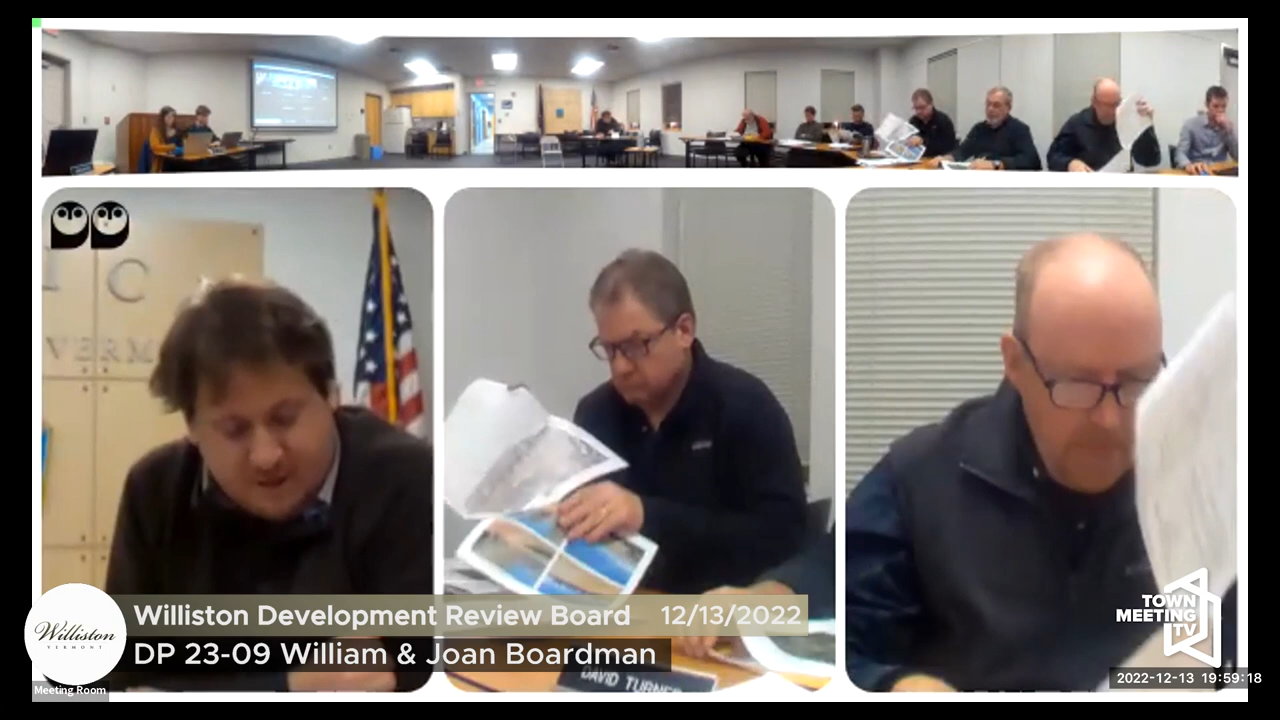 C
VERM
Williston Development Review Board 12/13/2022
DP 23-09 William & Joan Boardman
Williston
VERMONT
DAVID TURNER
Meeting Room
TOWN
MEETING
TV
2022-12-13 19:59:18